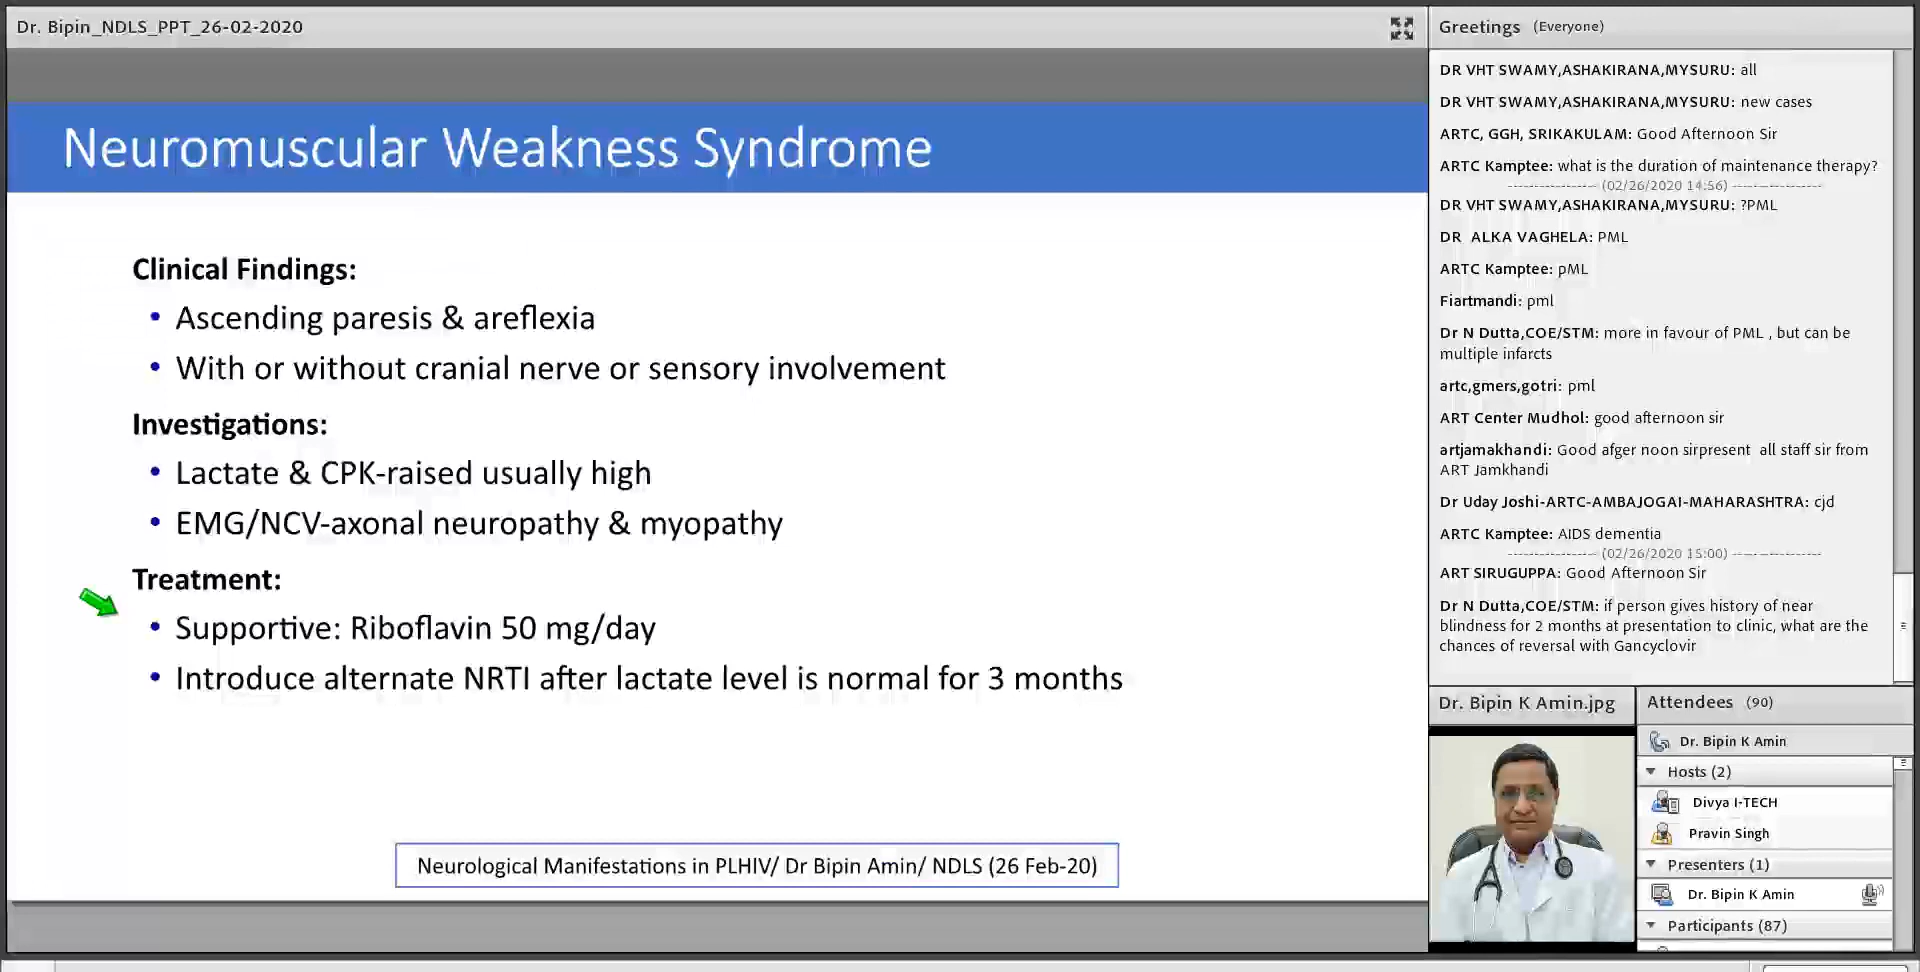 Dr. Bipin_NDLS_PPT_26-02-2020
Neuromuscular Weakness Syndrome
Clinical Findings:
• Ascending paresis & areflexia
• With or without cranial nerve or sensory involvement
Investigations:
• Lactate & CPK-raised usually high
• EMG/NCV-axonal neuropathy & myopathy
Treatment:
• Supportive: Riboflavin 50 mg/day
• Introduce alternate NRTI after lactate level is normal for 3 months
Neurological Manifestations in PLHIV/ Dr Bipin Amin/ NDLS (26 Feb-20)
Greetings (Everyone)
DR VHT SWAMY,ASHAKIRANA,MYSURU: all
DR VHT SWAMY,ASHAKIRANA,MYSURU: new cases
ARTC, GGH, SRIKAKULAM: Good Afternoon Sir
ARTC Kamptee: what is the duration of maintenance therapy?
---------------- (02/26/2020 14:56) ----------------
DR VHT SWAMY,ASHAKIRANA,MYSURU: ?PML
DR  ALKA VAGHELA: PML
ARTC Kamptee: pML
Fiartmandi: pml
Dr N Dutta,COE/STM: more in favour of PML , but can be
multiple infarcts
artc,gmers,gotri: pml
ART Center Mudhol: good afternoon sir
artjamakhandi: Good afger noon sirpresent  all staff sir from
ART Jamkhandi
Dr Uday Joshi-ARTC-AMBAJOGAI-MAHARASHTRA: cjd
ARTC Kamptee: AIDS dementia
---------------- (02/26/2020 15:00) ----------------
ART SIRUGUPPA: Good Afternoon Sir
Dr N Dutta,COE/STM: if person gives history of near
blindness for 2 months at presentation to clinic, what are the
chances of reversal with Gancyclovir
Dr. Bipin K Amin.jpg
Attendees (90)
Dr. Bipin K Amin
Hosts (2)
Divya I-TECH
Pravin Singh
Presenters (1)
Dr. Bipin K Amin
Participants (87)